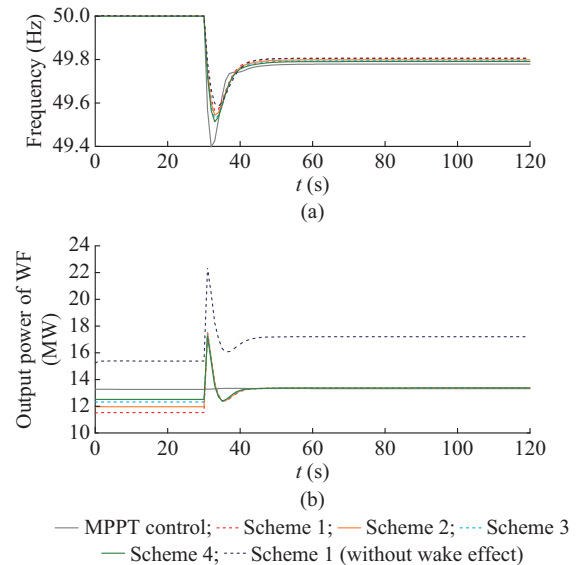 50.0
49.8
49.6
49.4
Frequency (Hz)
0 20 40 60 80 100 120
t (s)
(a)
24
22
20
18
16
14
12
10
Output power of WF
(MW)
0 20 40 60 80 100 120
t (s)
(b)
MPPT control; Scheme 1; Scheme 2; Scheme 3
Scheme 4; Scheme 1 (without wake effect)